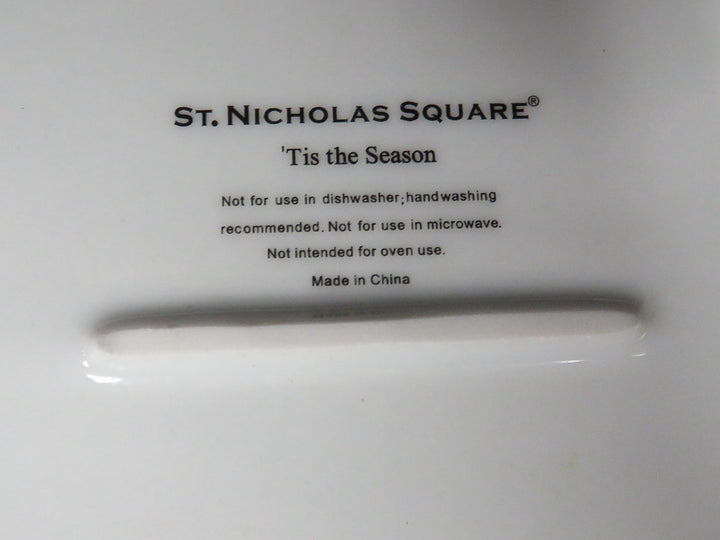 ST. NICHOLAS SQUARE®
'Tis the Season
Not for use in dishwasher;handwashing
recommended. Not for use in microwave.
Not intended for oven use.
Made in China